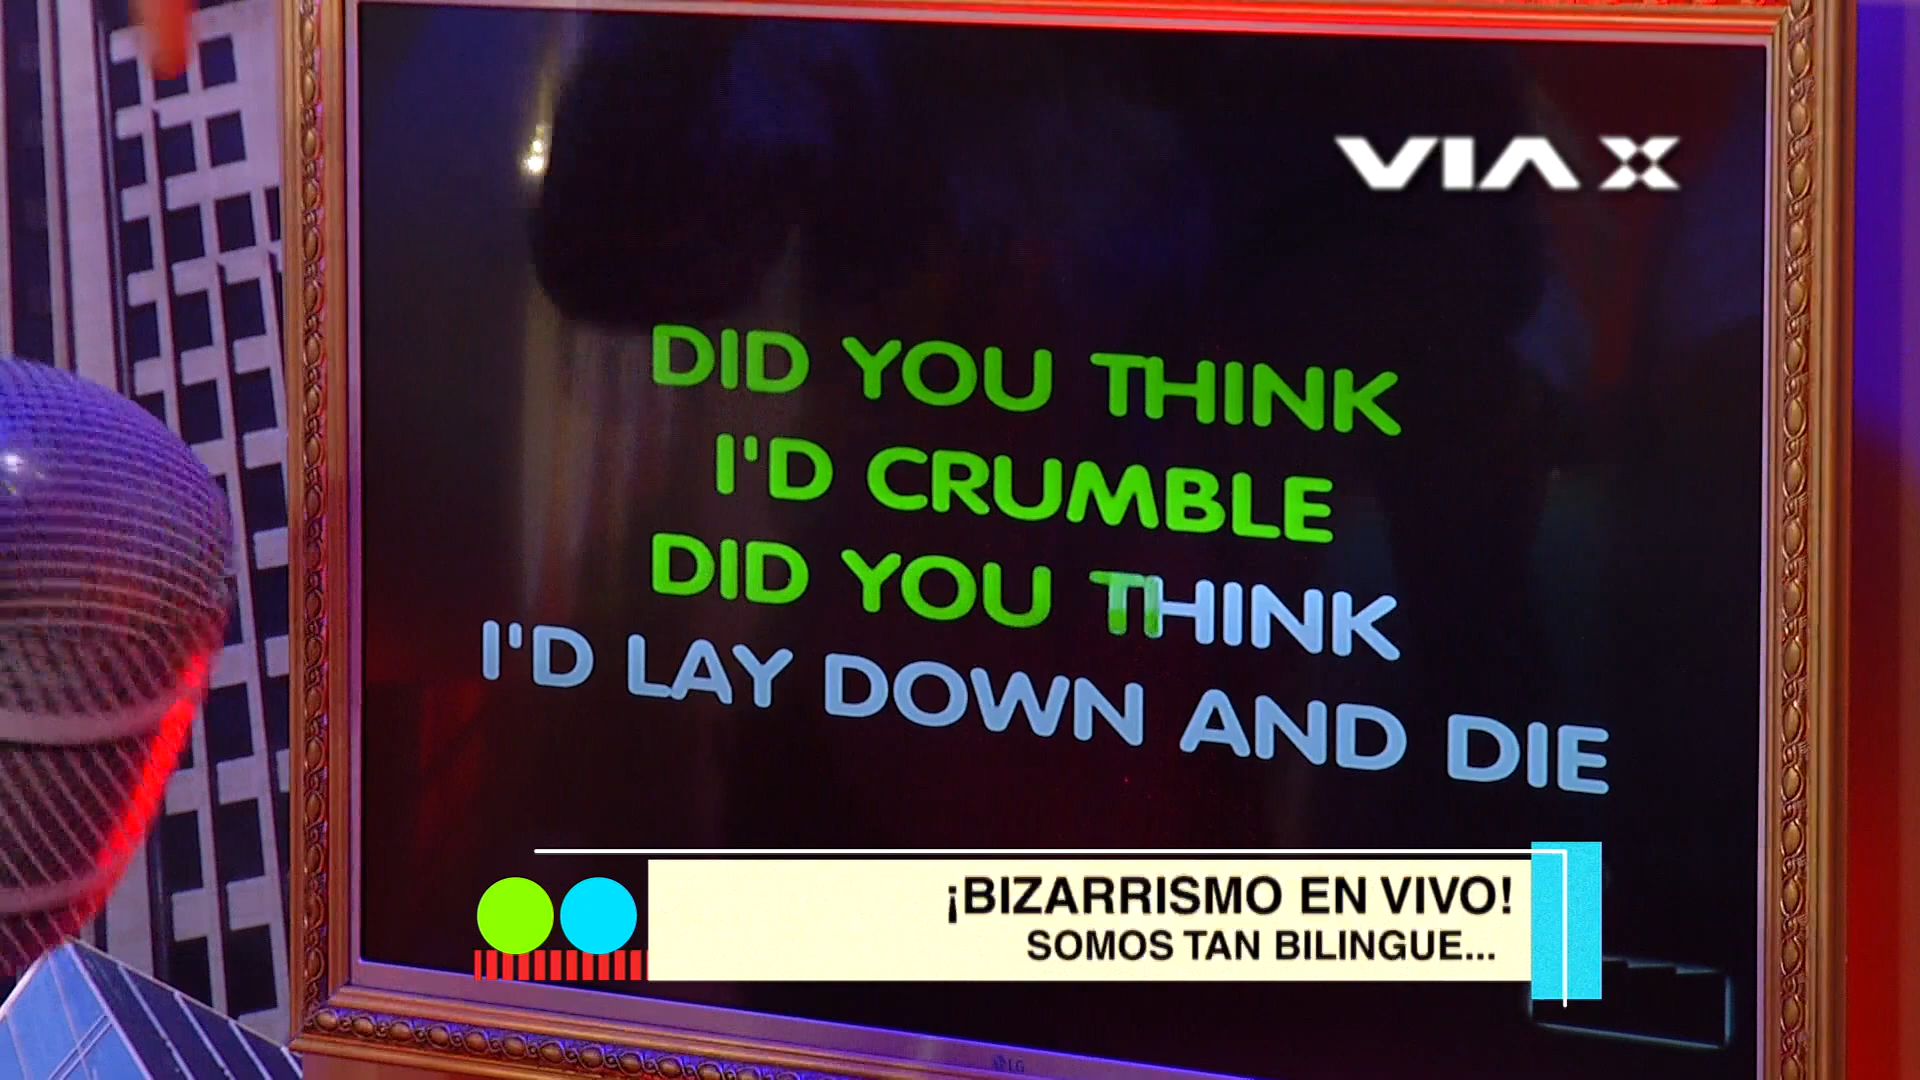 VIA X
DID YOU THINK
I'D CRUMBLE
DID YOU THINK
I'D LAY DOWN AND DIE
¡BIZARRISMO EN VIVO!
SOMOS TAN BILINGUE...
LG